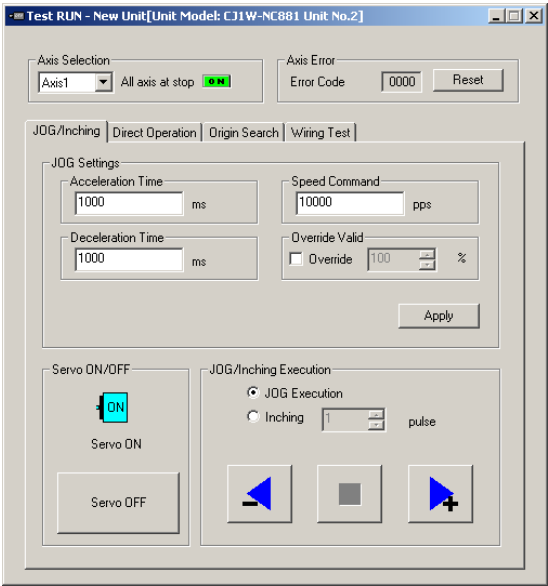 Test RUN - New Unit[Unit Model: CJ1W-NC881 Unit No.2]
Axis Selection
Axis1 All axis at stop ON
Axis Error
Error Code 0000 Reset
JOG/Inching Direct Operation Origin Search Wiring Test
JOG Settings
Acceleration Time
1000 ms
Speed Command
10000 pps
Deceleration Time
1000 ms
Override Valid
Override 100 %
Apply
Servo ON/OFF
ON
Servo ON
Servo OFF
JOG/Inching Execution
JOG Execution
Inching 1 pulse